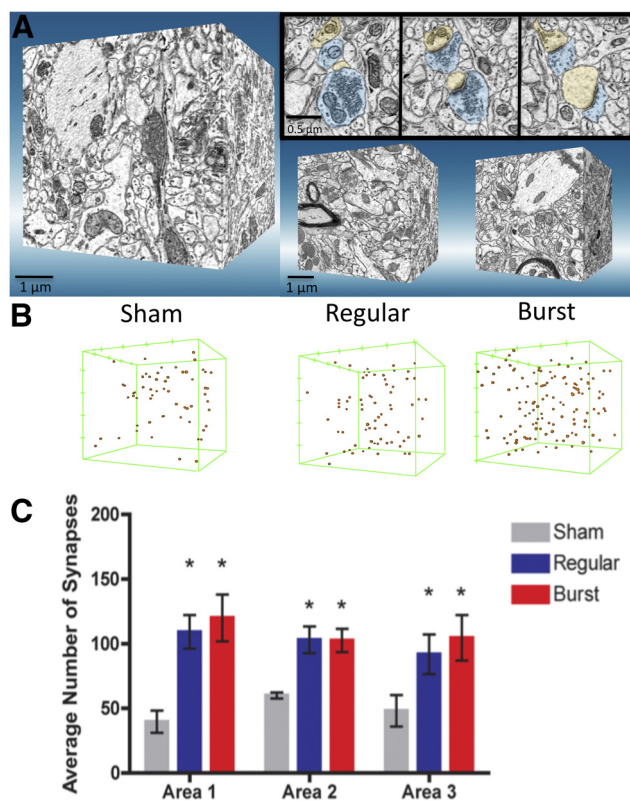 A
0.5 µm
1 µm
1 µm
B
Sham
Regular
Burst
C
Average Number of Synapses
200
150
100
50
0
* * * * * *
Sham
Regular
Burst
Area 1
Area 2
Area 3